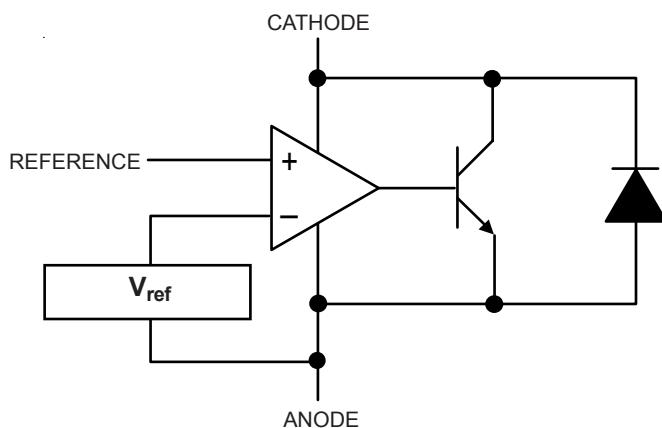 CATHODE
REFERENCE
+
−
Vref
ANODE